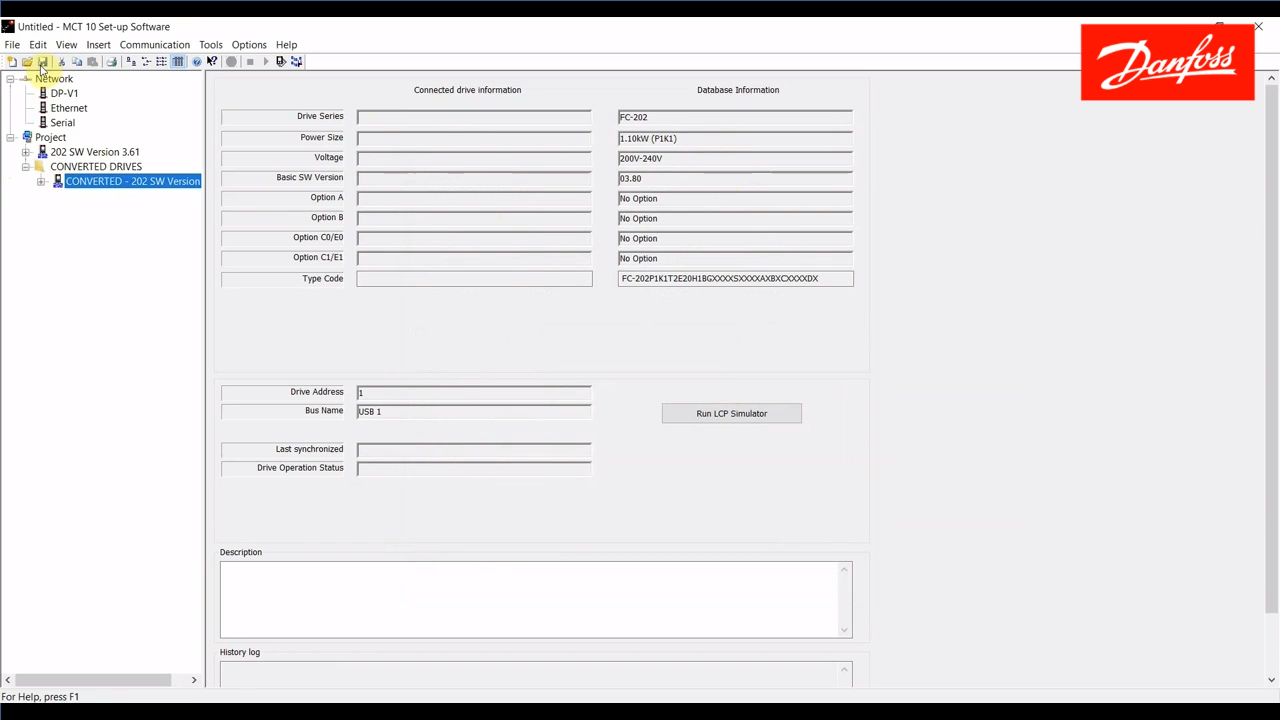 Untitled - MCT 10 Set-up Software
File Edit View Insert Communication Tools Options Help
Danfoss
Network
DP-V1
Ethernet
Serial
Project
202 SW Version 3.61
CONVERTED DRIVES
CONVERTED - 202 SW Version
Connected drive information Database Information
Drive Series FC-202
Power Size 1.10kW (P1K1)
Voltage 200V-240V
Basic SW Version 03.80
Option A No Option
Option B No Option
Option C0/E0 No Option
Option C1/E1 No Option
Type Code FC-202P1K1T2E20H1BGXXXXSXXXXAXBXCXXXXDX
Drive Address 1
Bus Name USB 1
Run LCP Simulator
Last synchronized
Drive Operation Status
Description
History log
For Help, press F1